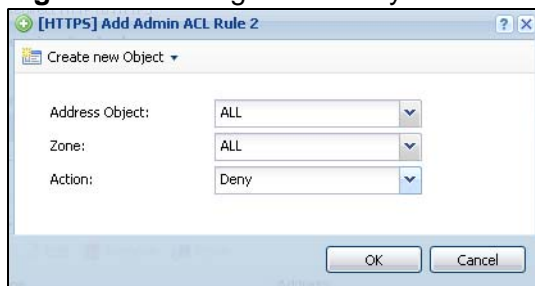 [HTTPS] Add Admin ACL Rule 2
Create new Object
Address Object: ALL
Zone: ALL
Action: Deny
OK Cancel